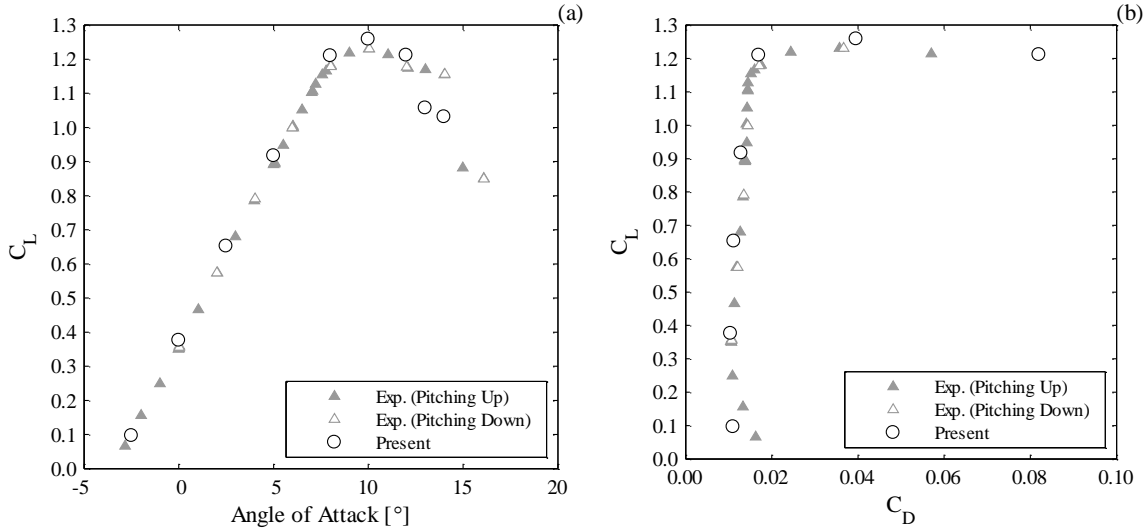 (a)
1.3
1.2
1.1
1.0
0.9
0.8
0.7
0.6
0.5
0.4
0.3
0.2
0.1
0.0
C_L
-5 0 5 10 15 20
Angle of Attack [°]
Exp. (Pitching Up)
Exp. (Pitching Down)
Present
(b)
1.3
1.2
1.1
1.0
0.9
0.8
0.7
0.6
0.5
0.4
0.3
0.2
0.1
0.0
C_L
0.00 0.02 0.04 0.06 0.08 0.10
C_D
Exp. (Pitching Up)
Exp. (Pitching Down)
Present